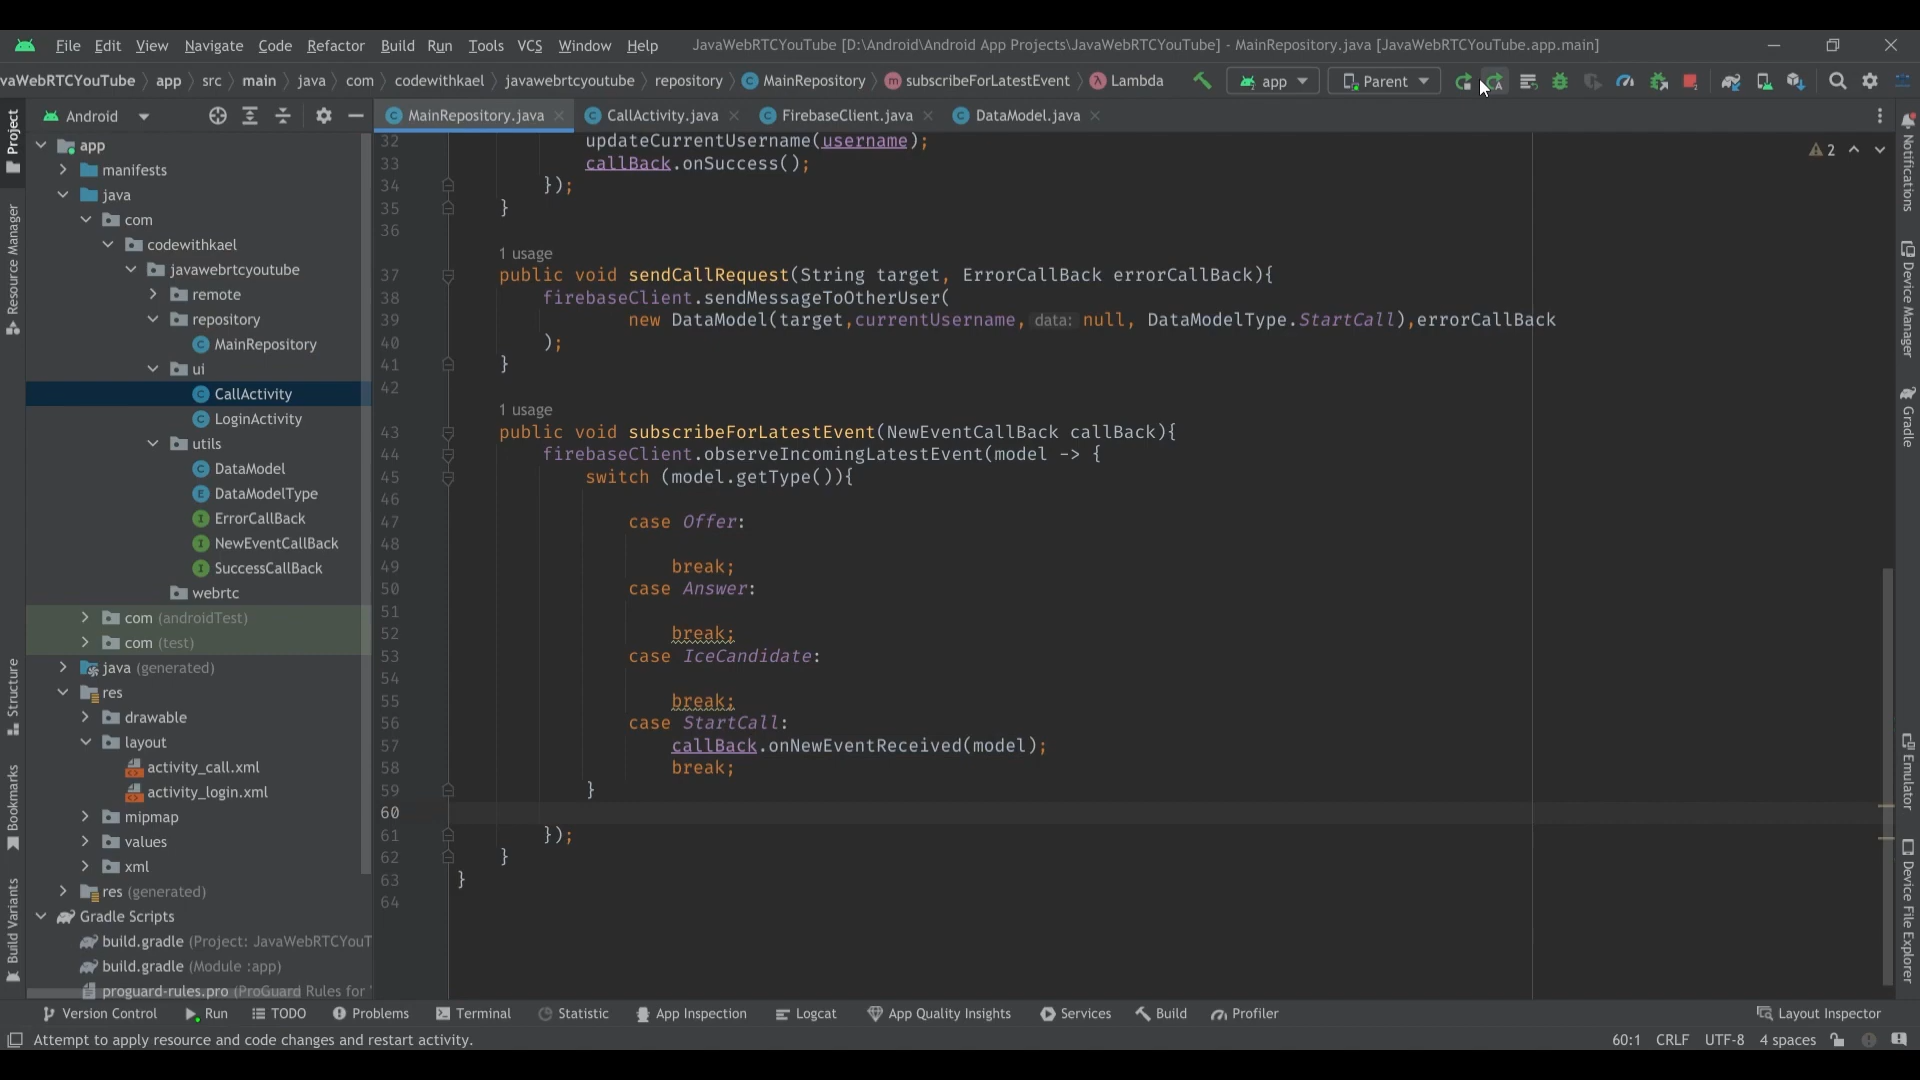 File Edit View Navigate Code Refactor Build Run Tools VCS Window Help JavaWebRTCYouTube [D:\Android\Android App Projects\JavaWebRTCYouTube] - MainRepository.java [JavaWebRTCYouTube.app.main]
vaWebRTCYouTube app src main java com codewithkael javawebrtcyoutube repository MainRepository subscribeForLatestEvent Lambda app Parent
Android MainRepository.java CallActivity.java FirebaseClient.java DataModel.java
Project
Resource Manager
Structure
Bookmarks
Build Variants
app
manifests
java
com
codewithkael
javawebrtcyoutube
remote
repository
MainRepository
ui
CallActivity
LoginActivity
utils
DataModel
DataModelType
ErrorCallBack
NewEventCallBack
SuccessCallBack
webrtc
com (androidTest)
com (test)
java (generated)
res
drawable
layout
activity_call.xml
activity_login.xml
mipmap
values
xml
res (generated)
Gradle Scripts
build.gradle (Project: JavaWebRTCYouT
build.gradle (Module :app)
proguard-rules.pro (ProGuard Rules for "
2
32 updateCurrentUsername(username);
33 callBack.onSuccess();
34 });
35 }
36
1 usage
37 public void sendCallRequest(String target, ErrorCallBack errorCallBack){
38 firebaseClient.sendMessageToOtherUser(
39 new DataModel(target,currentUsername, data: null, DataModelType.StartCall),errorCallBack
40 );
41 }
42
1 usage
43 public void subscribeForLatestEvent(NewEventCallBack callBack){
44 firebaseClient.observeIncomingLatestEvent(model -> {
45 switch (model.getType()){
46
47 case Offer:
48
49 break;
50 case Answer:
51
52 break;
53 case IceCandidate:
54
55 break;
56 case StartCall:
57 callBack.onNewEventReceived(model);
58 break;
59 }
60
61 });
62 }
63 }
64
Notifications
Device Manager
Gradle
Emulator
Device File Explorer
Version Control Run TODO Problems Terminal Statistic App Inspection Logcat App Quality Insights Services Build Profiler Layout Inspector
Attempt to apply resource and code changes and restart activity. 60:1 CRLF UTF-8 4 spaces